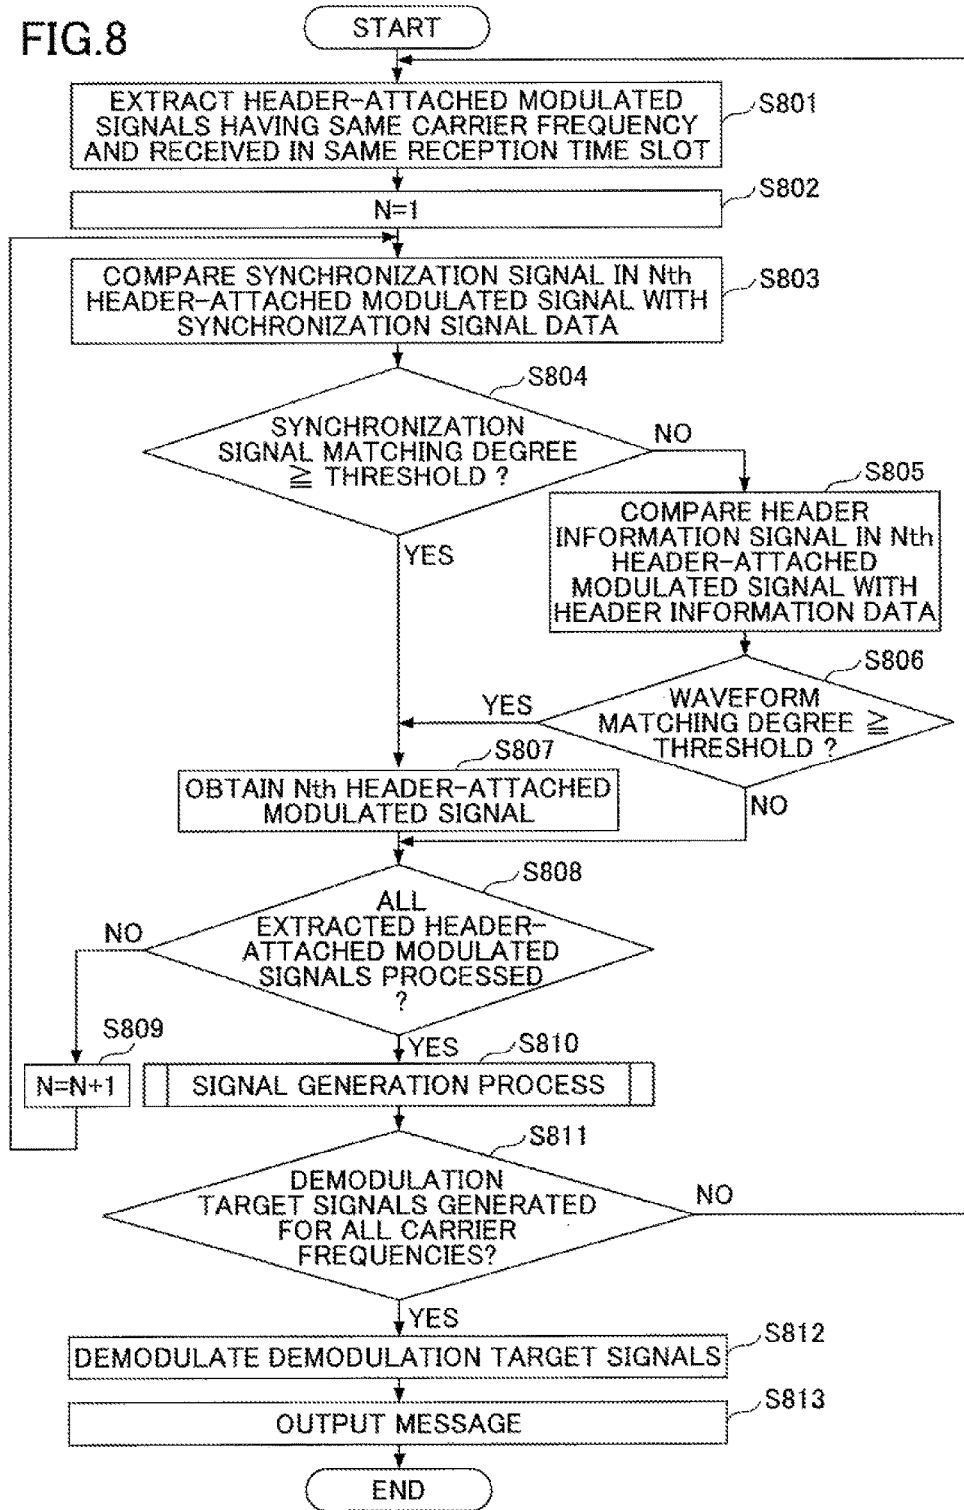 FIG.8
START
EXTRACT HEADER-ATTACHED MODULATED
SIGNALS HAVING SAME CARRIER FREQUENCY
AND RECEIVED IN SAME RECEPTION TIME SLOT
S801
N=1
S802
COMPARE SYNCHRONIZATION SIGNAL IN Nth
HEADER-ATTACHED MODULATED SIGNAL WITH
SYNCHRONIZATION SIGNAL DATA
S803
S804
SYNCHRONIZATION
SIGNAL MATCHING DEGREE
≧ THRESHOLD ?
NO
YES
S805
COMPARE HEADER
INFORMATION SIGNAL IN Nth
HEADER-ATTACHED
MODULATED SIGNAL WITH
HEADER INFORMATION DATA
S806
WAVEFORM
MATCHING DEGREE ≧
THRESHOLD ?
YES
NO
S807
OBTAIN Nth HEADER-ATTACHED
MODULATED SIGNAL
S808
ALL
EXTRACTED HEADER-
ATTACHED MODULATED
SIGNALS PROCESSED
?
NO
YES
S809
N=N+1
S810
SIGNAL GENERATION PROCESS
S811
DEMODULATION
TARGET SIGNALS GENERATED
FOR ALL CARRIER
FREQUENCIES?
NO
YES
S812
DEMODULATE DEMODULATION TARGET SIGNALS
S813
OUTPUT MESSAGE
END